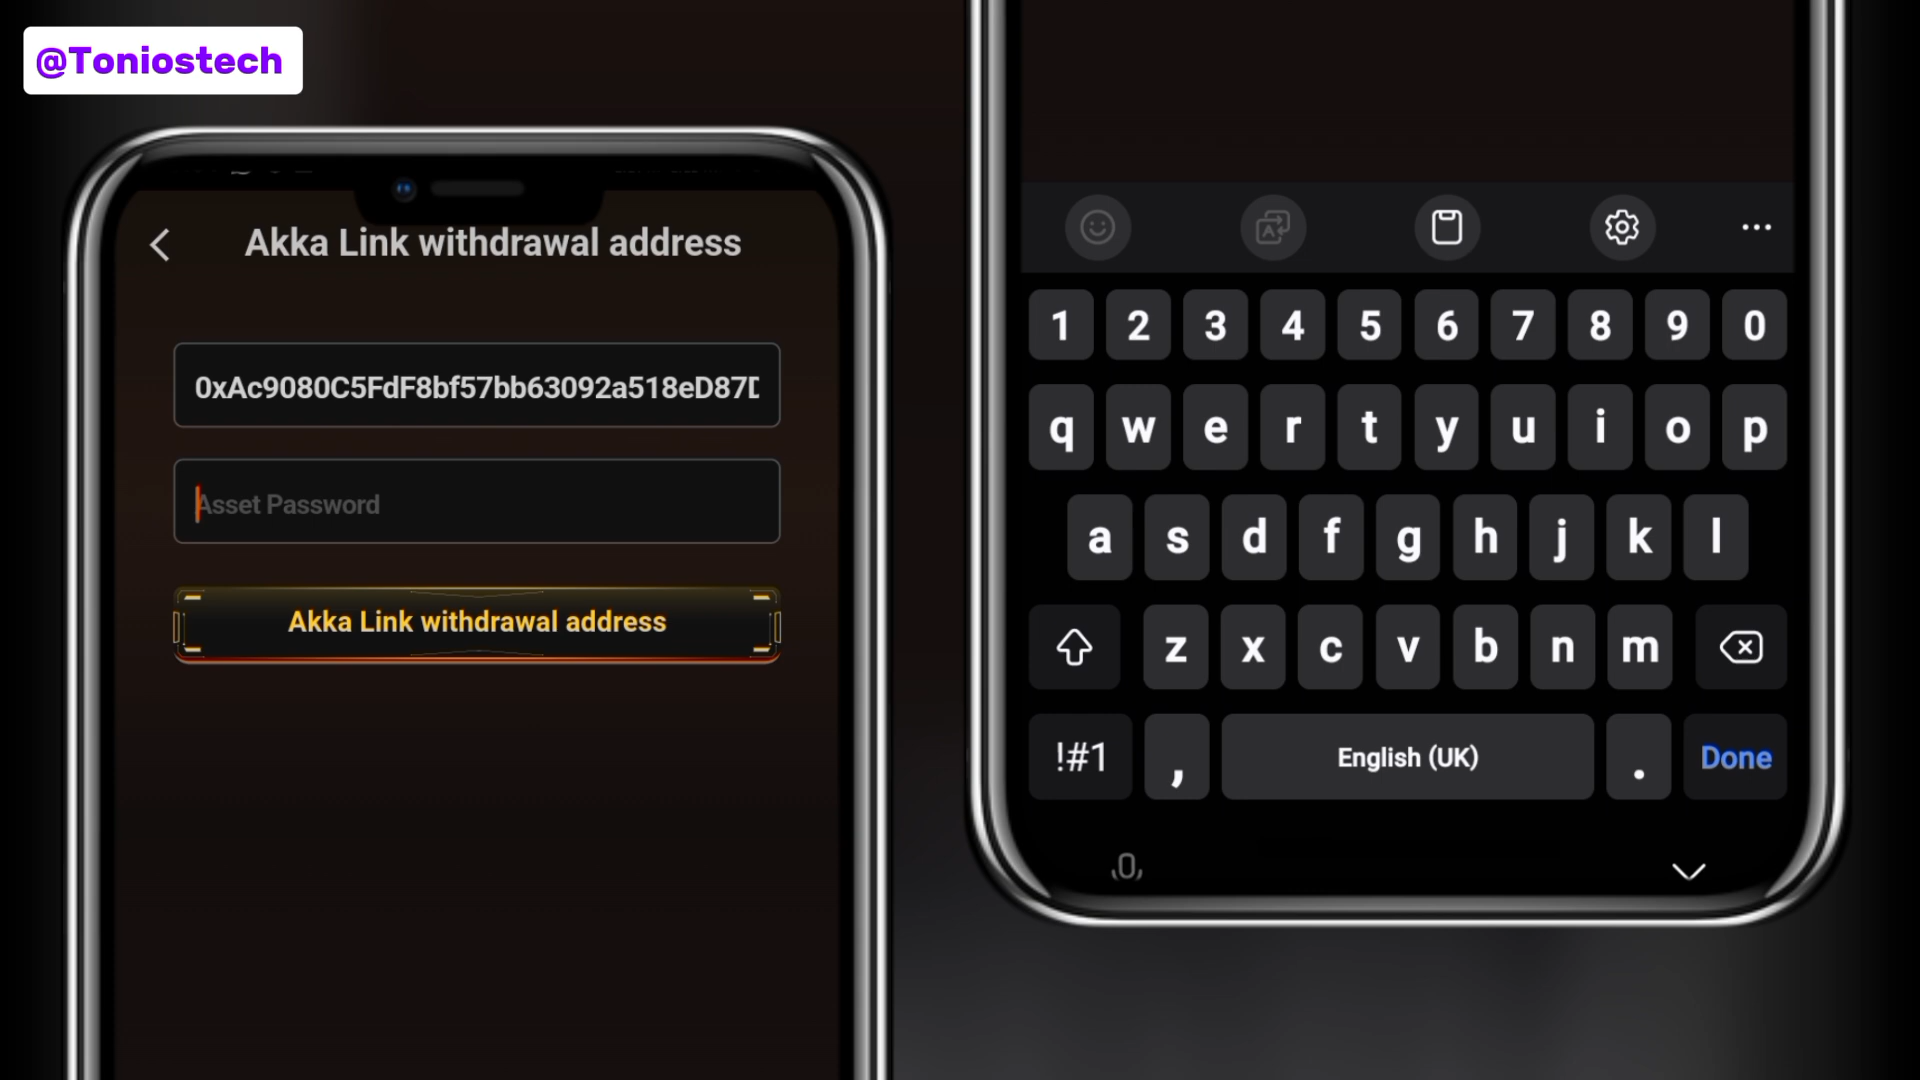 @Toniostech
Akka Link withdrawal address
0xAc9080C5FdF8bf57bb63092a518eD87D
Asset Password
Akka Link withdrawal address
1 2 3 4 5 6 7 8 9 0
q w e r t y u i o p
a s d f g h j k l
z x c v b n m
!#1 , English (UK) . Done